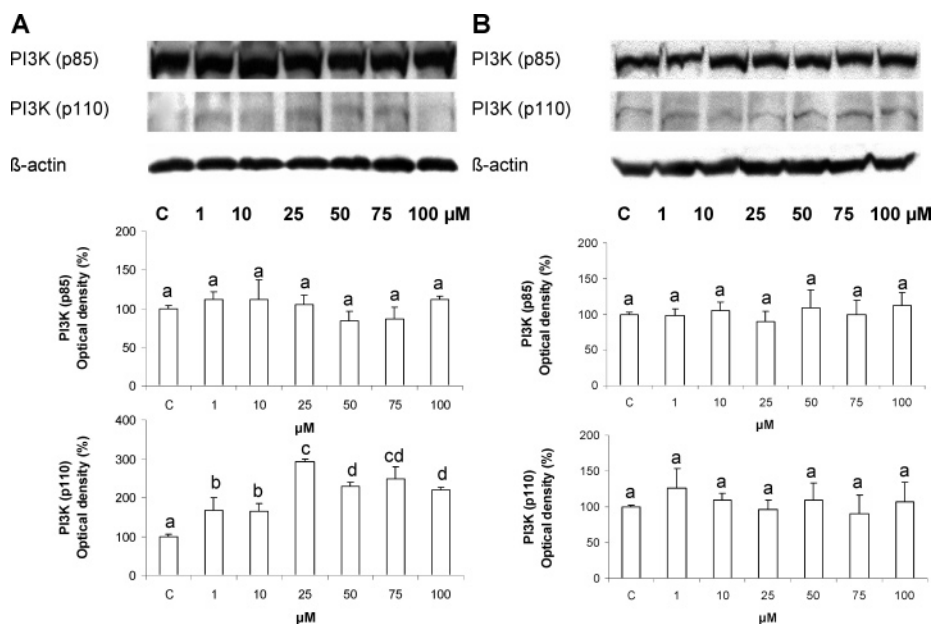 A
PI3K (p85)
PI3K (p110)
ß-actin
C 1 10 25 50 75 100 µM
PI3K (p85)
Optical density (%)
200
150
100
50
0
a a a a a a a
C 1 10 25 50 75 100
µM
PI3K (p110)
Optical density (%)
400
300
200
100
0
a b b c d cd d
C 1 10 25 50 75 100
µM
B
PI3K (p85)
PI3K (p110)
ß-actin
C 1 10 25 50 75 100 µM
PI3K (p85)
Optical density (%)
200
150
100
50
0
a a a a a a a
C 1 10 25 50 75 100
µM
PI3K (p110)
Optical density (%)
200
150
100
50
0
a a a a a a a
C 1 10 25 50 75 100
µM